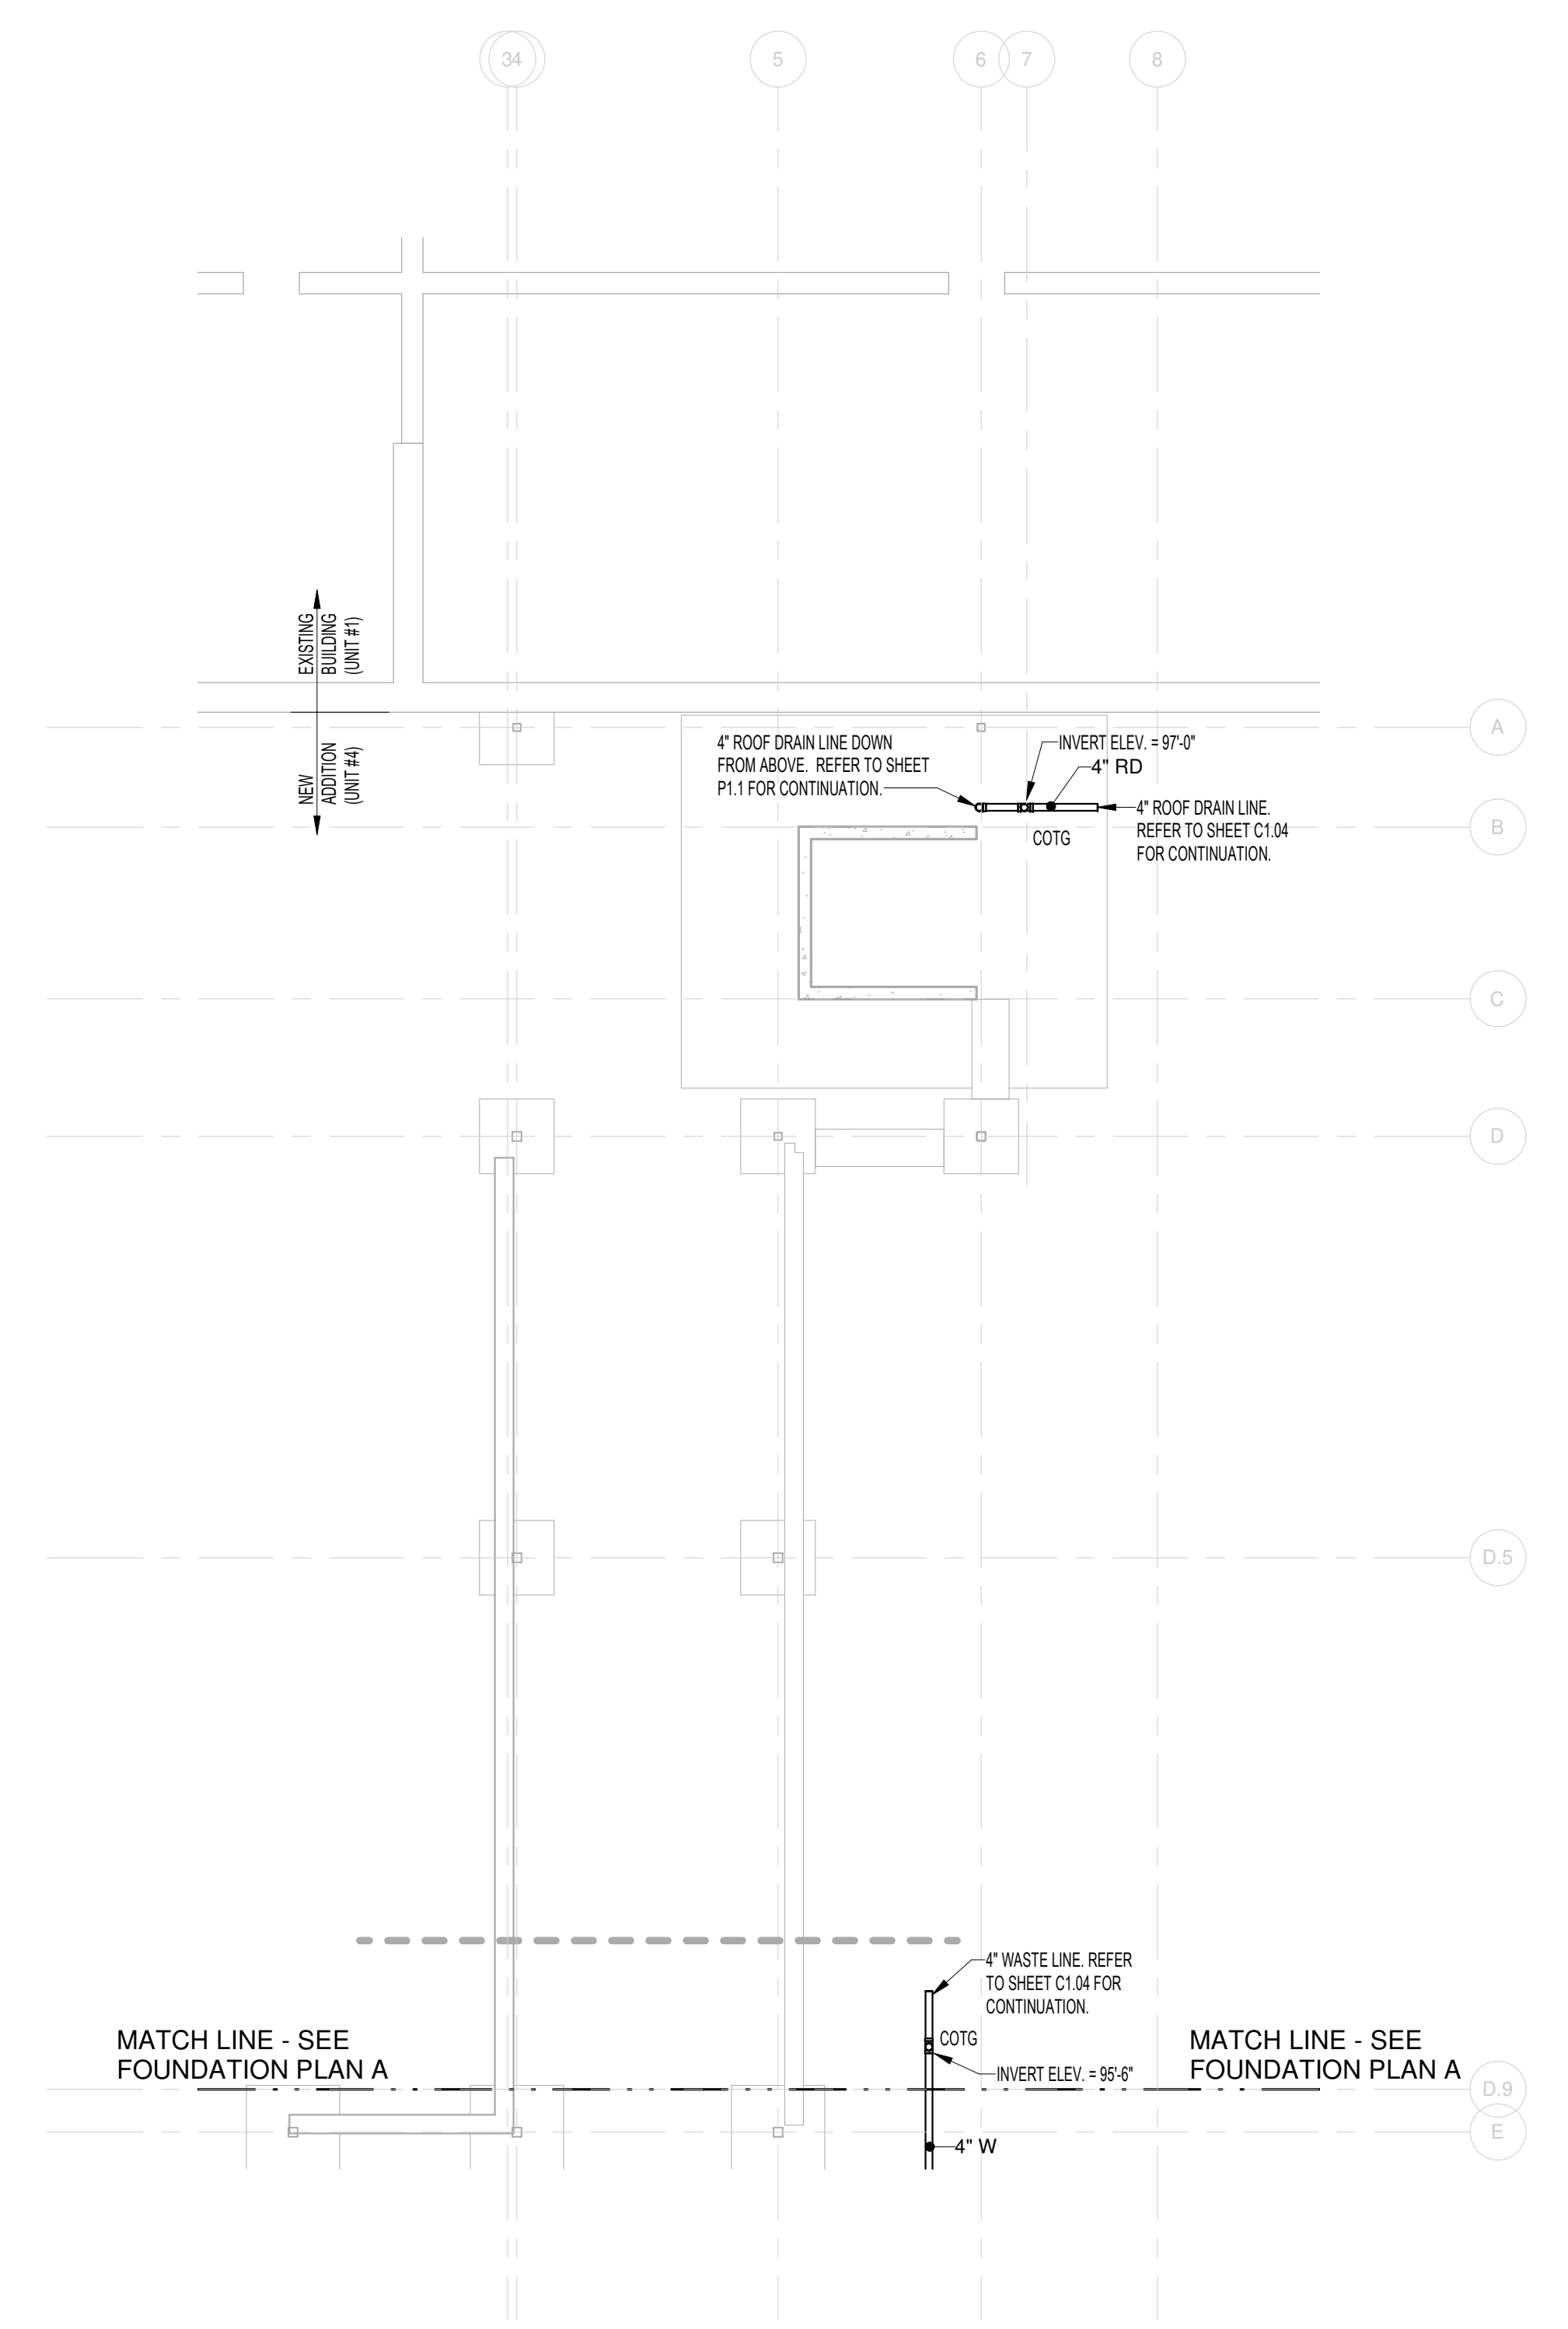 34
5
6
7
8
EXISTING
BUILDING
(UNIT #1)
NEW
ADDITION
(UNIT #4)
A
4" ROOF DRAIN LINE DOWN
FROM ABOVE.  REFER TO SHEET
P1.1 FOR CONTINUATION.
INVERT ELEV. = 97'-0"
4" RD
4" ROOF DRAIN LINE.
REFER TO SHEET C1.04
FOR CONTINUATION.
COTG
B
C
D
D.5
4" WASTE LINE. REFER
TO SHEET C1.04 FOR
CONTINUATION.
COTG
INVERT ELEV. = 95'-6"
MATCH LINE - SEE
FOUNDATION PLAN A
MATCH LINE - SEE
FOUNDATION PLAN A
D.9
E
4" W